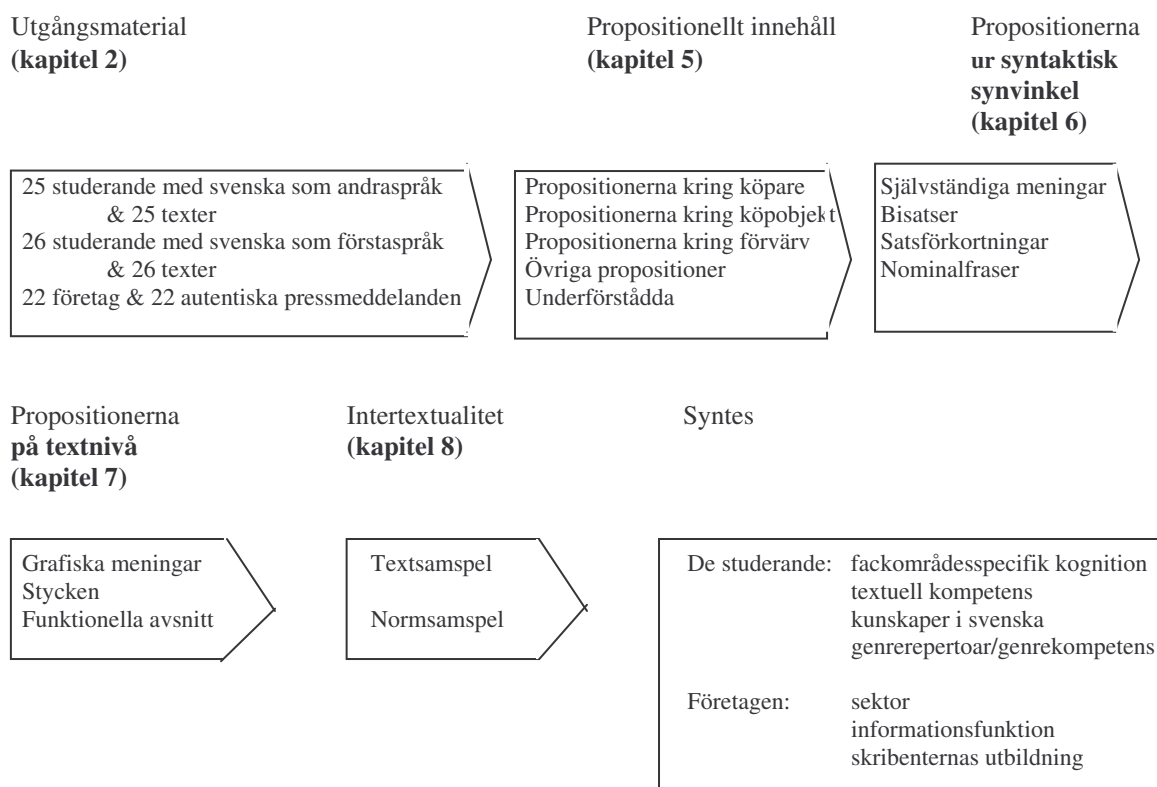 Utgångsmaterial
(kapitel 2)
Propositionellt innehåll
(kapitel 5)
Propositionerna
ur syntaktisk
synvinkel
(kapitel 6)
25 studerande med svenska som andraspråk
& 25 texter
26 studerande med svenska som förstaspråk
& 26 texter
22 företag & 22 autentiska pressmeddelanden
Propositionerna kring köpare
Propositionerna kring köpobjekt
Propositionerna kring förvärv
Övriga propositioner
Underförstådda
Självständiga meningar
Bisatser
Satsförkortningar
Nominalfraser
Propositionerna
på textnivå
(kapitel 7)
Intertextualitet
(kapitel 8)
Syntes
Grafiska meningar
Stycken
Funktionella avsnitt
Textsamspel
Normsamspel
De studerande: fackområdesspecifik kognition
textuell kompetens
kunskaper i svenska
genrerepertoar/genrekompetens
Företagen: sektor
informationsfunktion
skribenternas utbildning